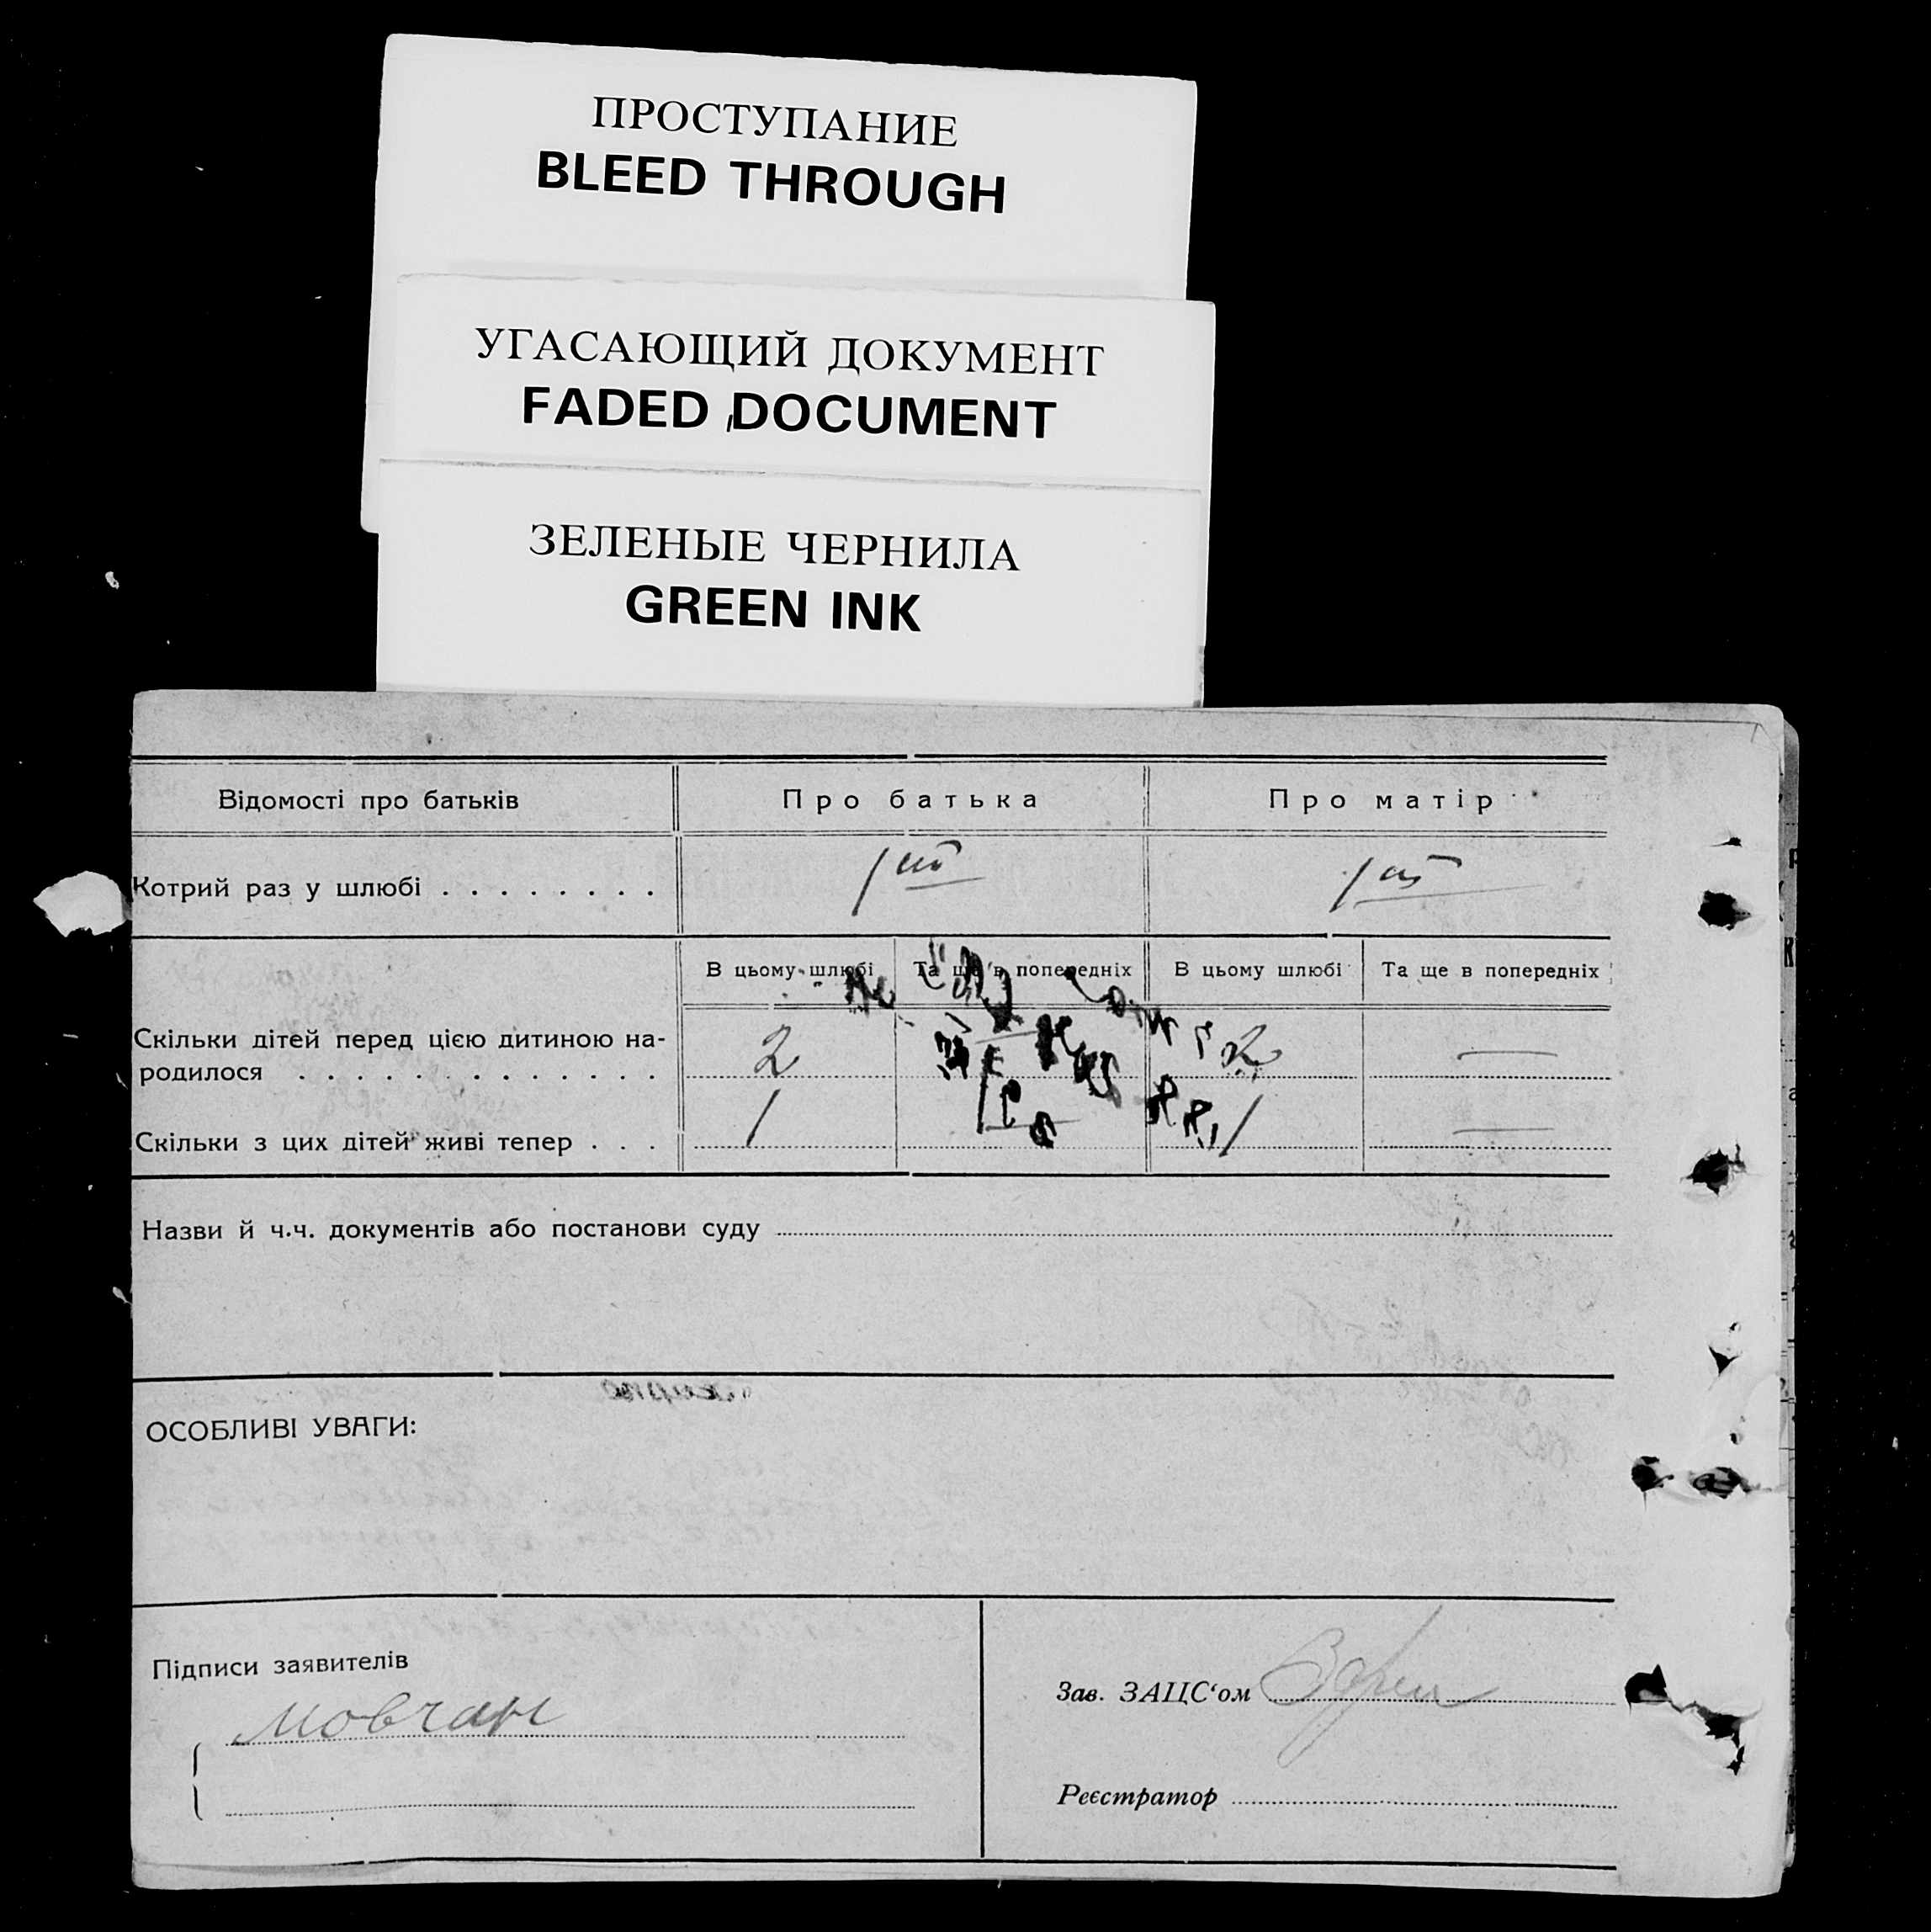 ПРОСТУПАНИЕ
BLEED THROUGH
УГАСАЮЩИЙ ДОКУМЕНТ
FADED DOCUMENT
ЗЕЛЕНЫЕ ЧЕРНИЛА
GREEN INK
Відомості про батьків Про батька Про матір
Котрий раз у шлюбі . . . . . . . .
В цьому шлюбі Та ще в попередніх В цьому шлюбі Та ще в попередніх
Скільки дітей перед цією дитиною на-
родилося . . . . . . . . . . . . . 2 2 —
Скільки з цих дітей живі тепер . . . 1 1 —
Назви й ч.ч. документів або постанови суду
ОСОБЛИВІ УВАГИ:
Підписи заявителів
Мовчан
Зав. ЗАЦС‘ом
Реєстратор